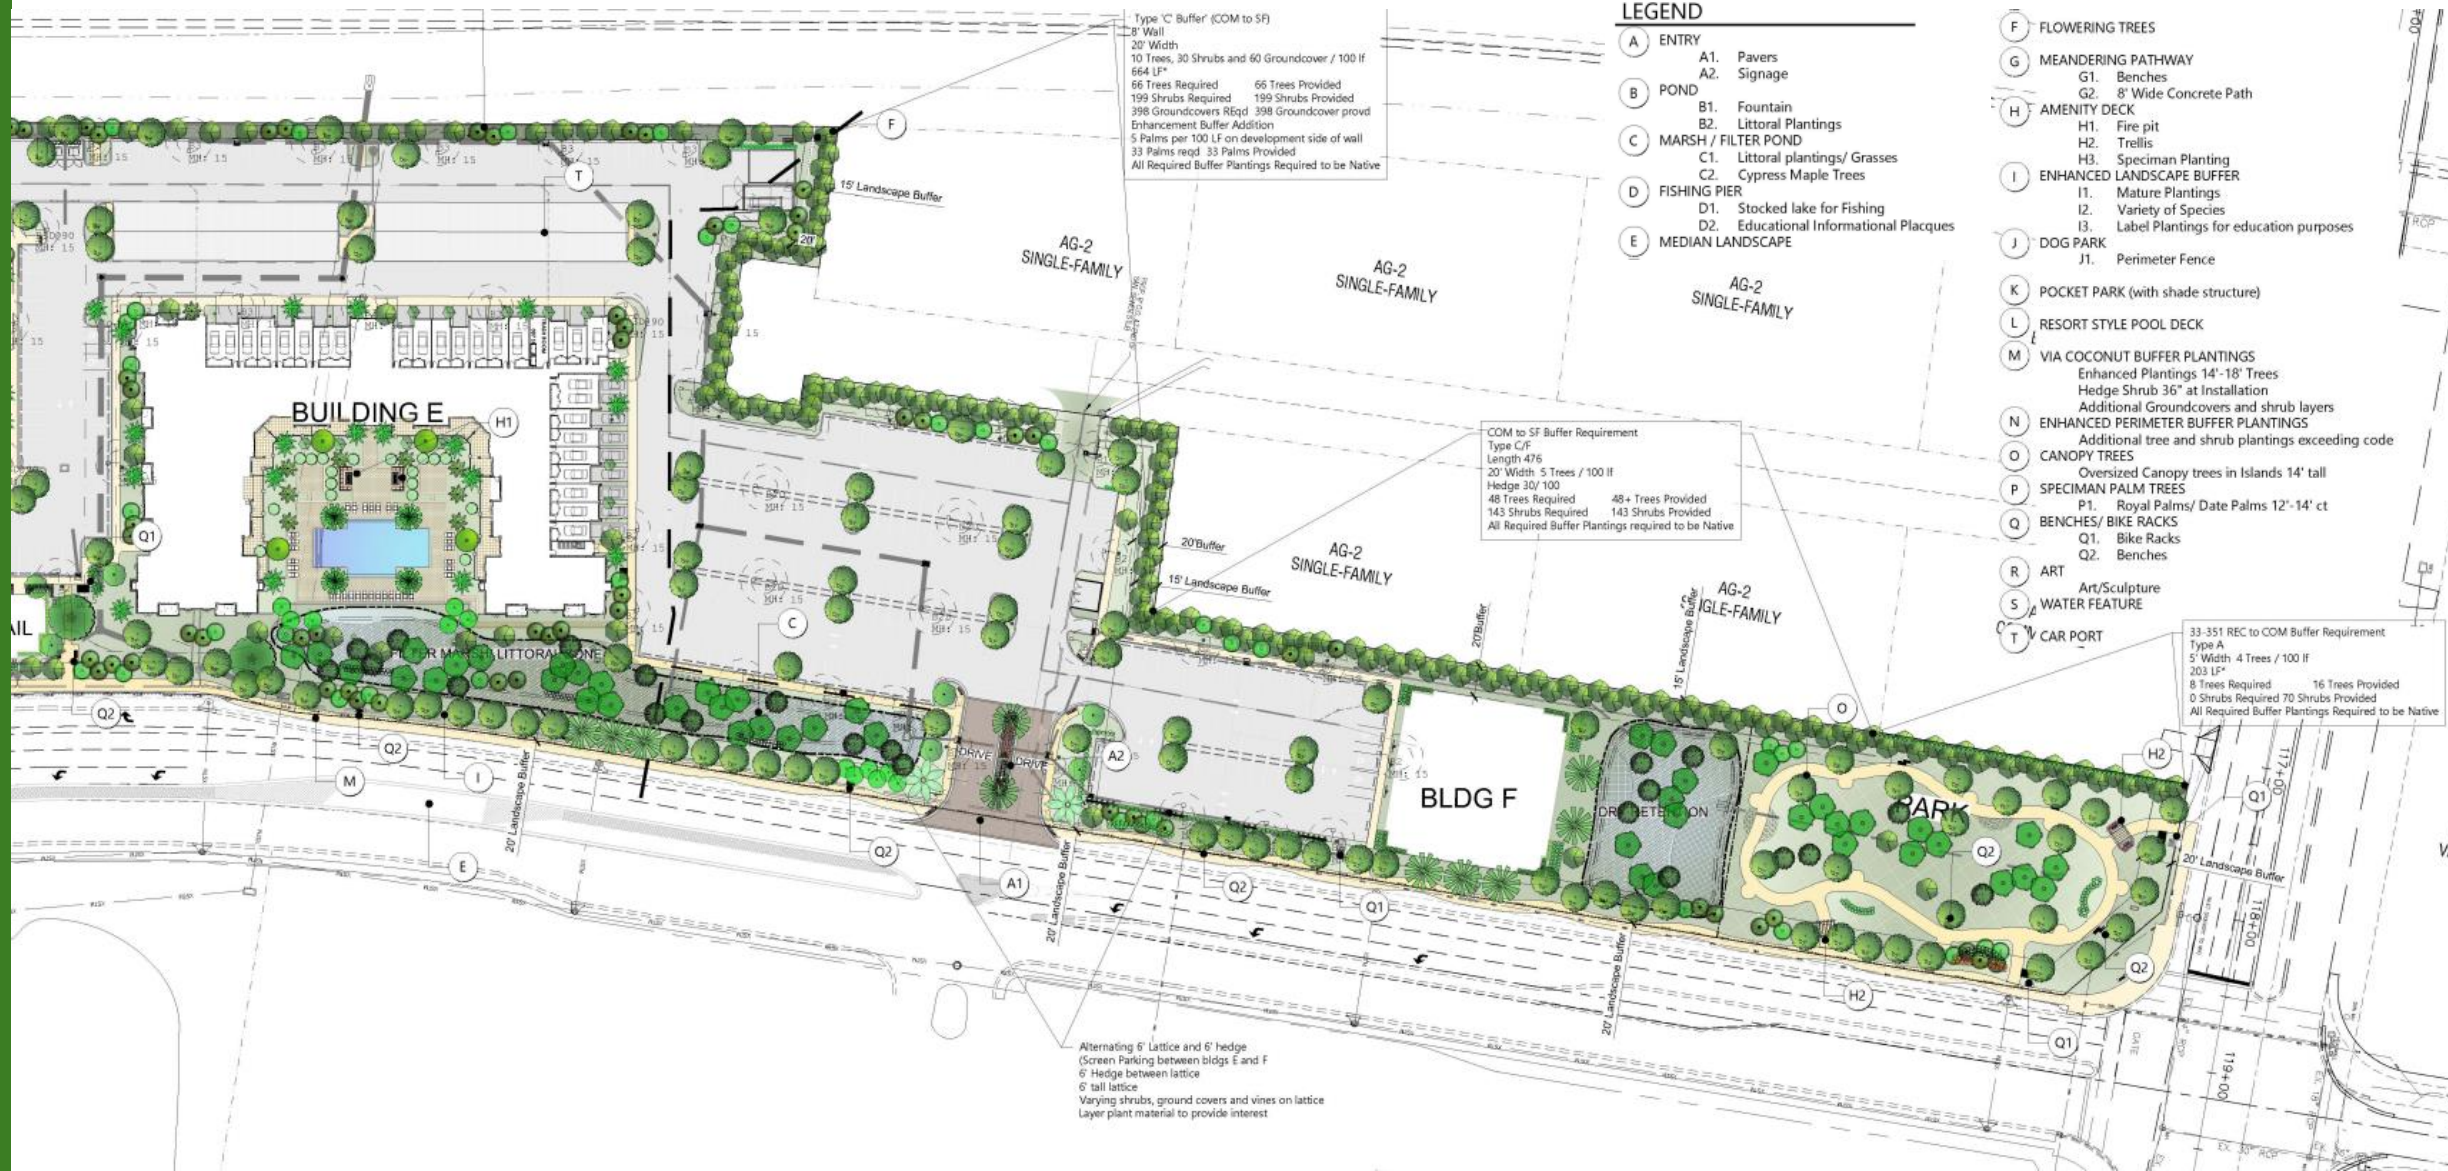 Type 'C' Buffer' (COM to SF)
8' Wall
20' Width
10 Trees, 30 Shrubs and 60 Groundcover / 100 lf
664 LF*
66 Trees Required 66 Trees Provided
199 Shrubs Required 199 Shrubs Provided
398 Groundcovers REqd 398 Groundcover provd
Enhancement Buffer Addition
5 Palms per 100 LF on development side of wall
33 Palms reqd 33 Palms Provided
All Required Buffer Plantings Required to be Native
LEGEND
A ENTRY
A1. Pavers
A2. Signage
B POND
B1. Fountain
B2. Littoral Plantings
C MARSH / FILTER POND
C1. Littoral plantings/ Grasses
C2. Cypress Maple Trees
D FISHING PIER
D1. Stocked lake for Fishing
D2. Educational Informational Placques
E MEDIAN LANDSCAPE
F FLOWERING TREES
G MEANDERING PATHWAY
G1. Benches
G2. 8' Wide Concrete Path
H AMENITY DECK
H1. Fire pit
H2. Trellis
H3. Speciman Planting
I ENHANCED LANDSCAPE BUFFER
I1. Mature Plantings
I2. Variety of Species
I3. Label Plantings for education purposes
J DOG PARK
J1. Perimeter Fence
K POCKET PARK (with shade structure)
L RESORT STYLE POOL DECK
M VIA COCONUT BUFFER PLANTINGS
Enhanced Plantings 14'-18' Trees
Hedge Shrub 36" at Installation
Additional Groundcovers and shrub layers
N ENHANCED PERIMETER BUFFER PLANTINGS
Additional tree and shrub plantings exceeding code
O CANOPY TREES
Oversized Canopy trees in Islands 14' tall
P SPECIMAN PALM TREES
P1. Royal Palms/ Date Palms 12'-14' ct
Q BENCHES/ BIKE RACKS
Q1. Bike Racks
Q2. Benches
R ART
Art/Sculpture
S WATER FEATURE
T CAR PORT
F
T
15' Landscape Buffer
20'
AG-2
SINGLE-FAMILY
AG-2
SINGLE-FAMILY
AG-2
SINGLE-FAMILY
BUILDING E
H1
Q1
COM to SF Buffer Requirement
Type C/F
Length 476
20' Width 5 Trees / 100 lf
Hedge 30/ 100
48 Trees Required 48+ Trees Provided
143 Shrubs Required 143 Shrubs Provided
All Required Buffer Plantings required to be Native
20'Buffer
15' Landscape Buffer
AG-2
SINGLE-FAMILY
AG-2
IGLE-FAMILY
20'Buffer
15' Landscape Buffer
33-351 REC to COM Buffer Requirement
Type A
5' Width 4 Trees / 100 lf
203 LF*
8 Trees Required 16 Trees Provided
0 Shrubs Required 70 Shrubs Provided
All Required Buffer Plantings Required to be Native
AIL
C
MARSH/LITTORAL ZONE
Q2
Q2
M
I
E
DRIVE
DRIVE
A2
A1
Q2
20' Landscape Buffer
20' Landscape Buffer
BLDG F
DRY RETENTION
O
PARK
Q2
H2
Q1
20' Landscape Buffer
117+00
118+00
119+00
Q2
Q1
Q2
H2
Q1
20' Landscape Buffer
Alternating 6' Lattice and 6' hedge
(Screen Parking between bldgs E and F
6' Hedge between lattice
6' tall lattice
Varying shrubs, ground covers and vines on lattice
Layer plant material to provide interest